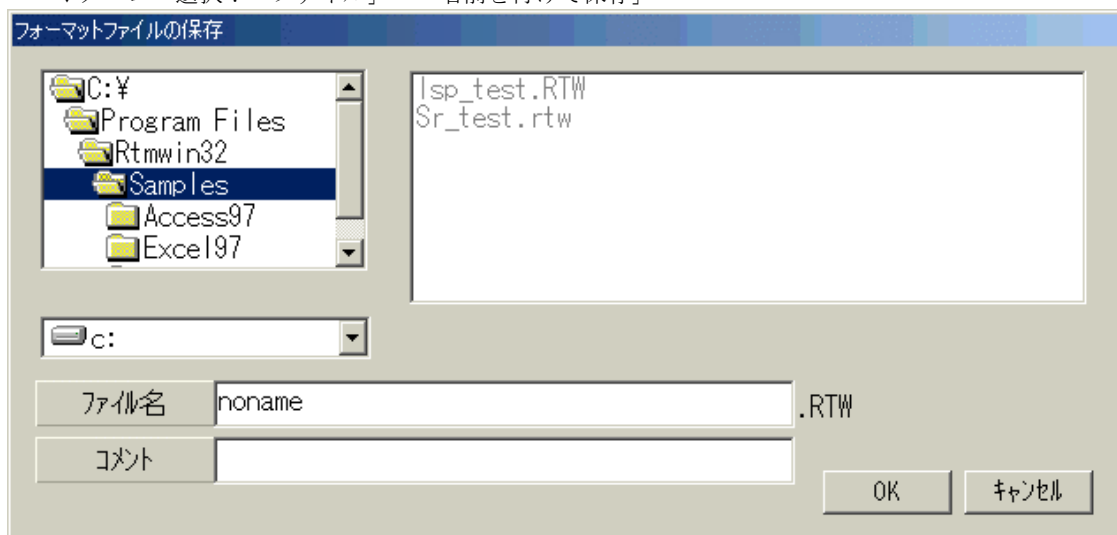 フォーマットファイルの保存
C:¥
Program Files
Rtmwin32
Samples
Access97
Excel97
lsp_test.RTW
Sr_test.rtw
c:
ファイル名
noname
.RTW
コメント
OK
キャンセル